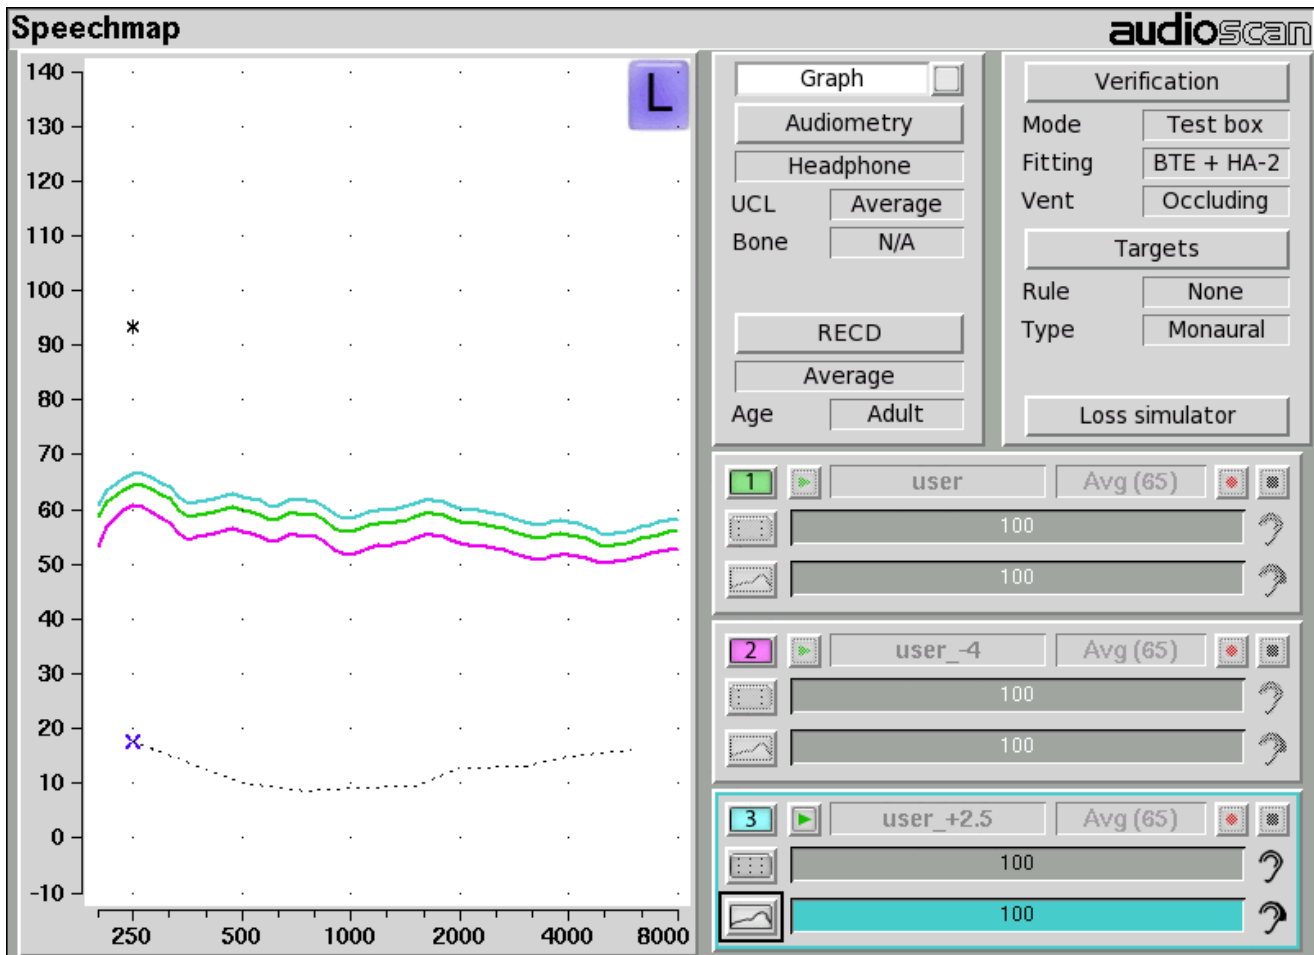 Speechmap
audioscan
140
130
120
110
100
90
80
70
60
50
40
30
20
10
0
-10
250 500 1000 2000 4000 8000
L
Graph
Audiometry
Headphone
UCL Average
Bone N/A
RECD
Average
Age Adult
Verification
Mode Test box
Fitting BTE + HA-2
Vent Occluding
Targets
Rule None
Type Monaural
Loss simulator
1 user Avg (65)
100
100
2 user_-4 Avg (65)
100
100
3 user_+2.5 Avg (65)
100
100